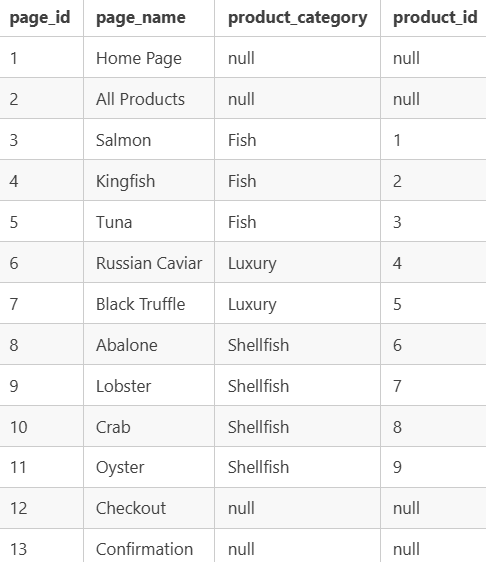 page_id page_name product_category product_id
1 Home Page null null
2 All Products null null
3 Salmon Fish 1
4 Kingfish Fish 2
5 Tuna Fish 3
6 Russian Caviar Luxury 4
7 Black Truffle Luxury 5
8 Abalone Shellfish 6
9 Lobster Shellfish 7
10 Crab Shellfish 8
11 Oyster Shellfish 9
12 Checkout null null
13 Confirmation null null